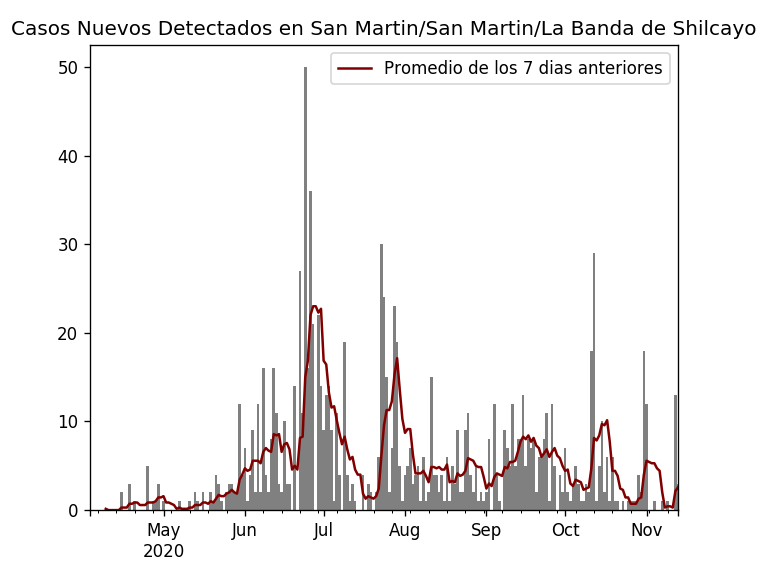 Casos Nuevos Detectados en San Martin/San Martin/La Banda de Shilcayo
Promedio de los 7 dias anteriores
50
40
30
20
10
0
May Jun Jul Aug Sep Oct Nov
2020